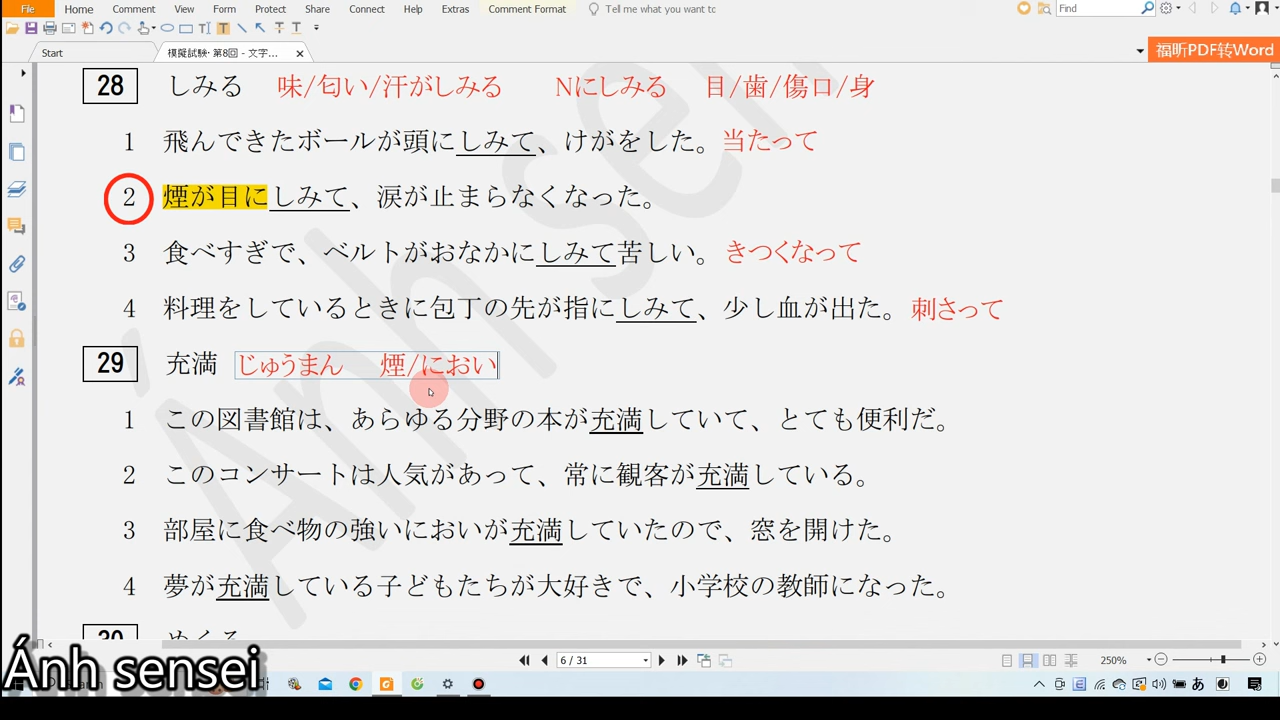 File Home Comment View Form Protect Share Connect Help Extras Comment Format Tell me what you want to Find
Start 模擬試験・第8回 - 文字... 福昕PDF转Word
28 しみる 味/匂い/汗がしみる Nにしみる 目/歯/傷口/身
1 飛んできたボールが頭にしみて、けがをした。当たって
2 煙が目にしみて、涙が止まらなくなった。
3 食べすぎで、ベルトがおなかにしみて苦しい。きつくなって
4 料理をしているときに包丁の先が指にしみて、少し血が出た。刺さって
29 充満 じゅうまん 煙/におい
1 この図書館は、あらゆる分野の本が充満していて、とても便利だ。
2 このコンサートは人気があって、常に観客が充満している。
3 部屋に食べ物の強いにおいが充満していたので、窓を開けた。
4 夢が充満している子どもたちが大好きで、小学校の教師になった。
30 めくる
Ánh sen
6 / 31 250%
Ánh sensei
あ